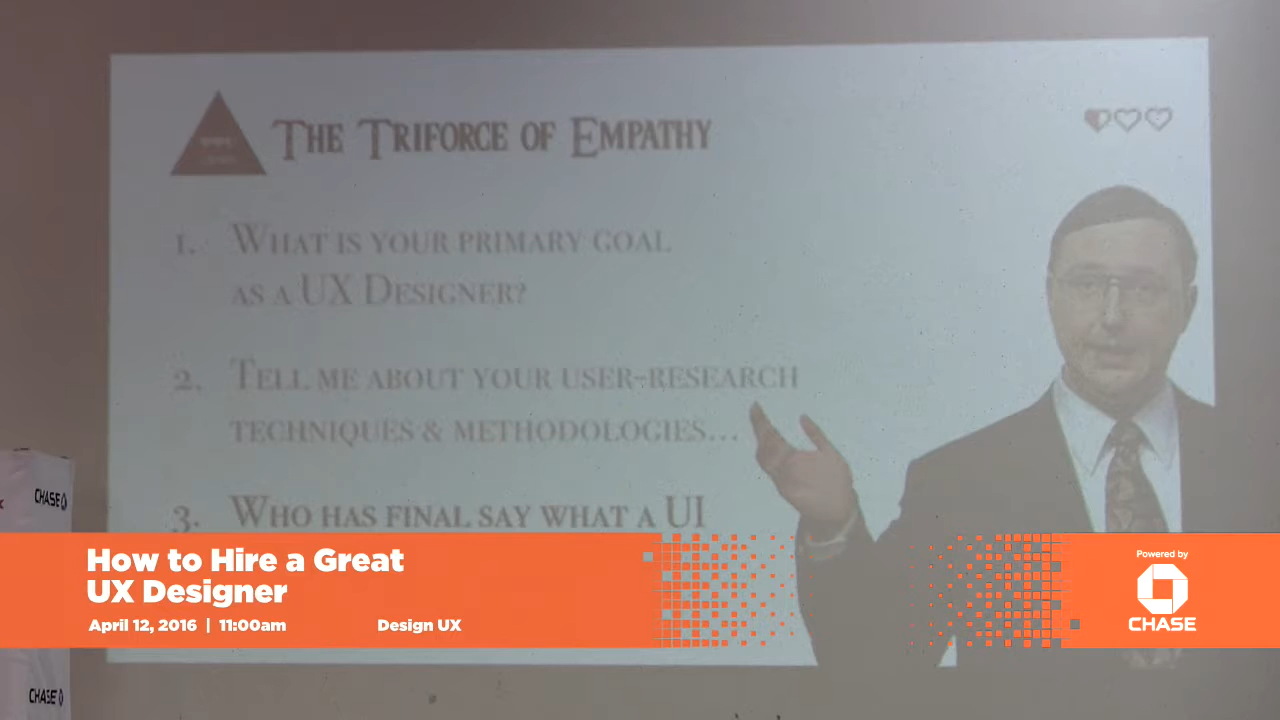 THE TRIFORCE OF EMPATHY
1. WHAT IS YOUR PRIMARY GOAL
AS A UX DESIGNER?
2. TELL ME ABOUT YOUR USER-RESEARCH
TECHNIQUES & METHODOLOGIES...
3. WHO HAS FINAL SAY WHAT A UI
CHASE
How to Hire a Great
UX Designer
April 12, 2016 | 11:00am
Design UX
Powered by
CHASE
CHASE